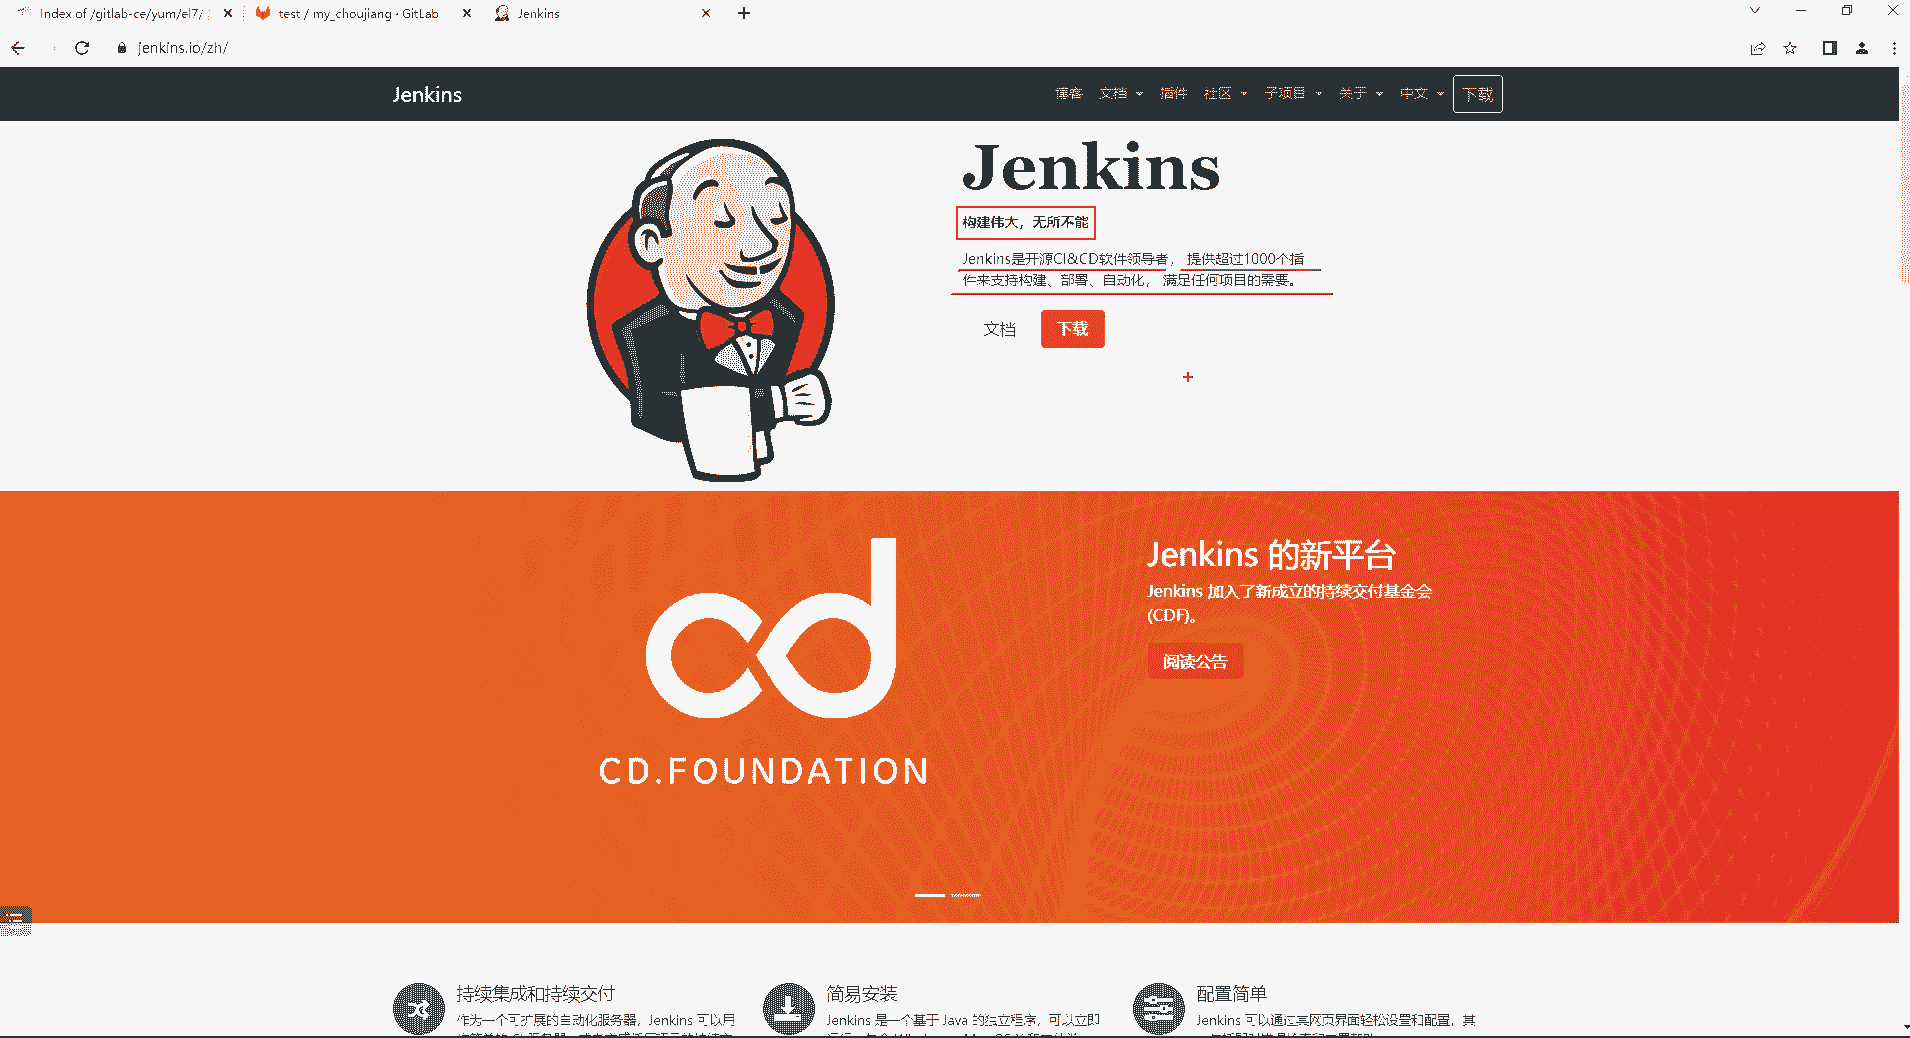 Index of /gitlab-ce/yum/el7/
test / my_choujiang · GitLab
Jenkins
jenkins.io/zh/
Jenkins
博客 文档 插件 社区 子项目 关于 中文 下载
Jenkins
构建伟大，无所不能
Jenkins是开源CI&CD软件领导者， 提供超过1000个插
件来支持构建、部署、自动化， 满足任何项目的需要。
文档 下载
Jenkins 的新平台
Jenkins 加入了新成立的持续交付基金会
(CDF)。
阅读公告
CD.FOUNDATION
持续集成和持续交付
作为一个可扩展的自动化服务器，Jenkins 可以用
简易安装
Jenkins 是一个基于 Java 的独立程序，可以立即
配置简单
Jenkins 可以通过其网页界面轻松设置和配置，其